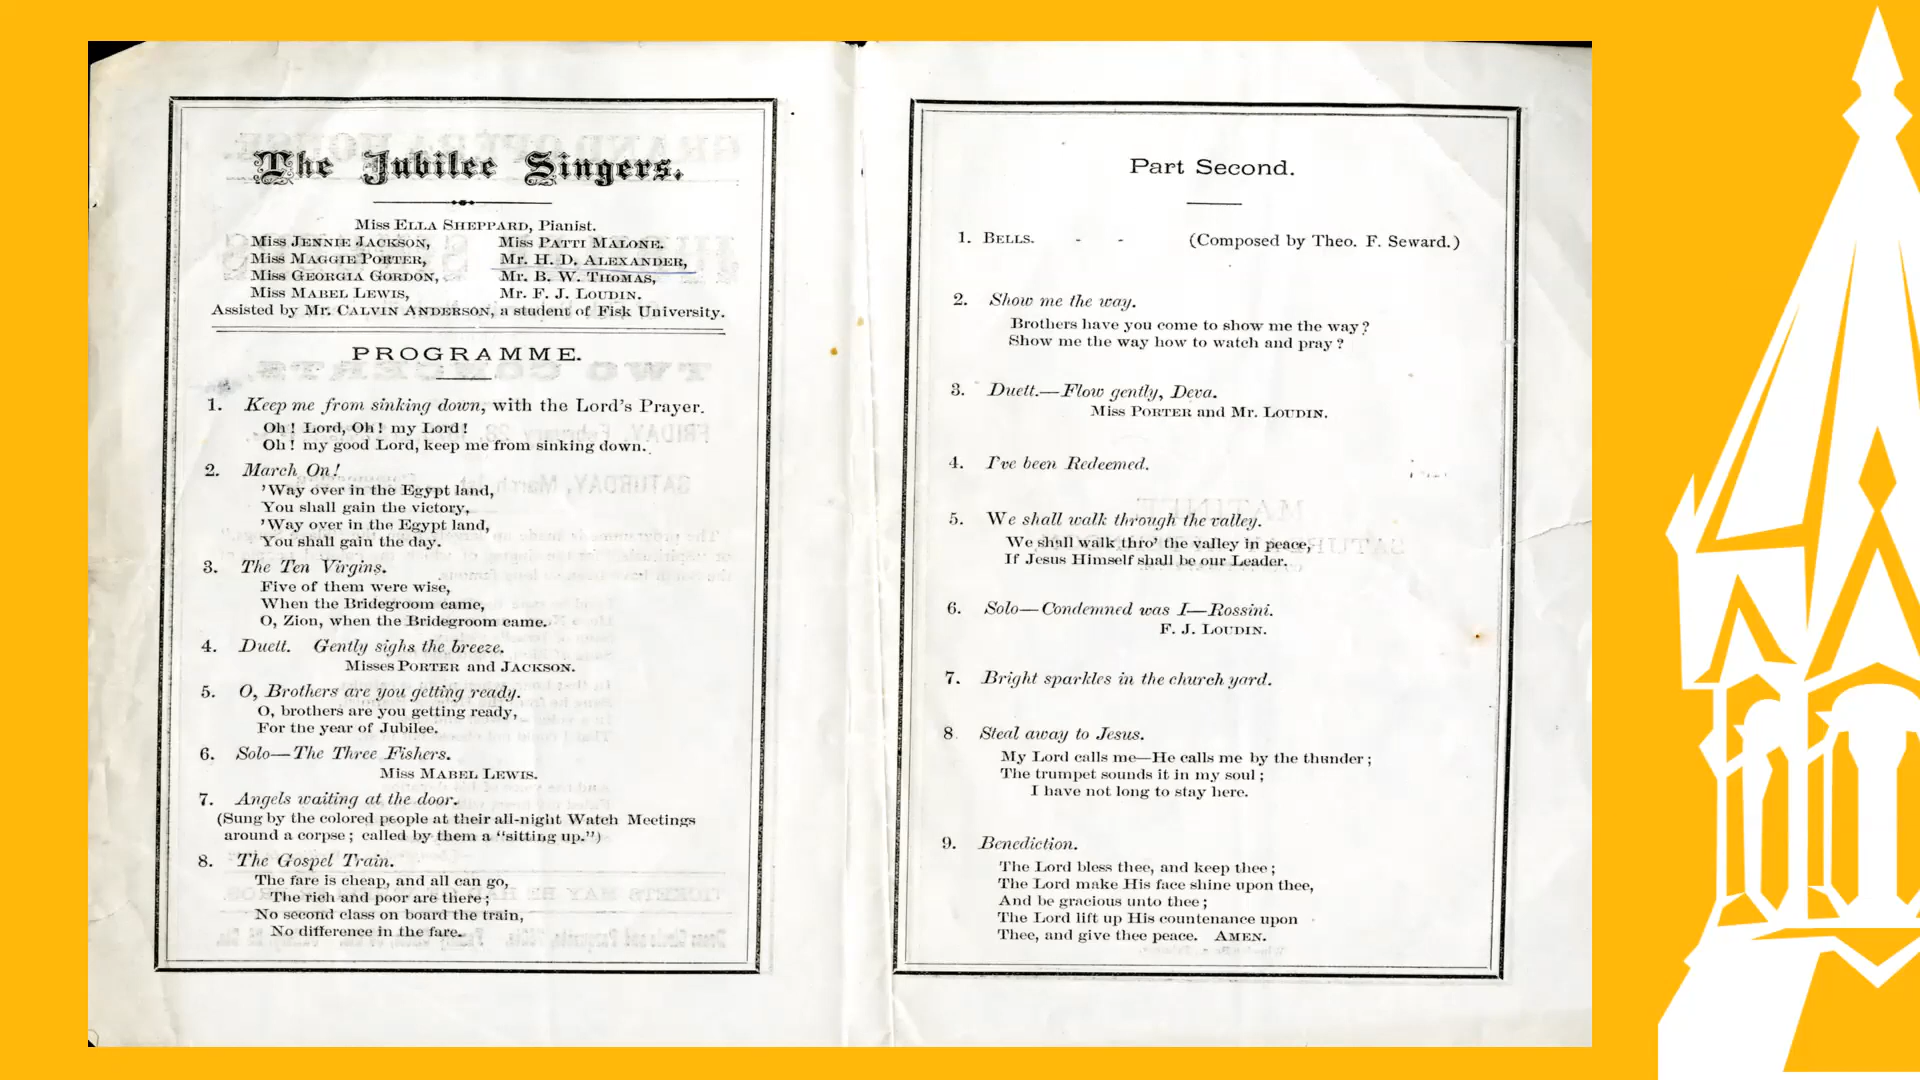 The Jubilee Singers.
Miss ELLA SHEPPARD, Pianist.
Miss JENNIE JACKSON, Miss PATTI MALONE.
Miss MAGGIE PORTER, Mr. H. D. ALEXANDER,
Miss GEORGIA GORDON, Mr. B. W. THOMAS,
Miss MABEL LEWIS, Mr. F. J. LOUDIN.
Assisted by Mr. CALVIN ANDERSON, a student of Fisk University.
PROGRAMME.
1. Keep me from sinking down, with the Lord's Prayer.
Oh! Lord, Oh! my Lord!
Oh! my good Lord, keep me from sinking down.
2. March On!
'Way over in the Egypt land,
You shall gain the victory,
'Way over in the Egypt land,
You shall gain the day.
3. The Ten Virgins.
Five of them were wise,
When the Bridegroom came,
O, Zion, when the Bridegroom came.
4. Duett. Gently sighs the breeze.
Misses PORTER and JACKSON.
5. O, Brothers are you getting ready.
O, brothers are you getting ready,
For the year of Jubilee.
6. Solo—The Three Fishers.
Miss MABEL LEWIS.
7. Angels waiting at the door.
(Sung by the colored people at their all-night Watch Meetings
around a corpse; called by them a "sitting up.")
8. The Gospel Train.
The fare is cheap, and all can go,
The rich and poor are there;
No second class on board the train,
No difference in the fare.
Part Second.
1. BELLS. - - (Composed by Theo. F. Seward.)
2. Show me the way.
Brothers have you come to show me the way?
Show me the way how to watch and pray?
3. Duett.—Flow gently, Deva.
Miss PORTER and Mr. LOUDIN.
4. I've been Redeemed.
5. We shall walk through the valley.
We shall walk thro' the valley in peace,
If Jesus Himself shall be our Leader.
6. Solo—Condemned was I—Rossini.
F. J. LOUDIN.
7. Bright sparkles in the church yard.
8. Steal away to Jesus.
My Lord calls me—He calls me by the thunder;
The trumpet sounds it in my soul;
I have not long to stay here.
9. Benediction.
The Lord bless thee, and keep thee;
The Lord make His face shine upon thee,
And be gracious unto thee;
The Lord lift up His countenance upon
Thee, and give thee peace. AMEN.